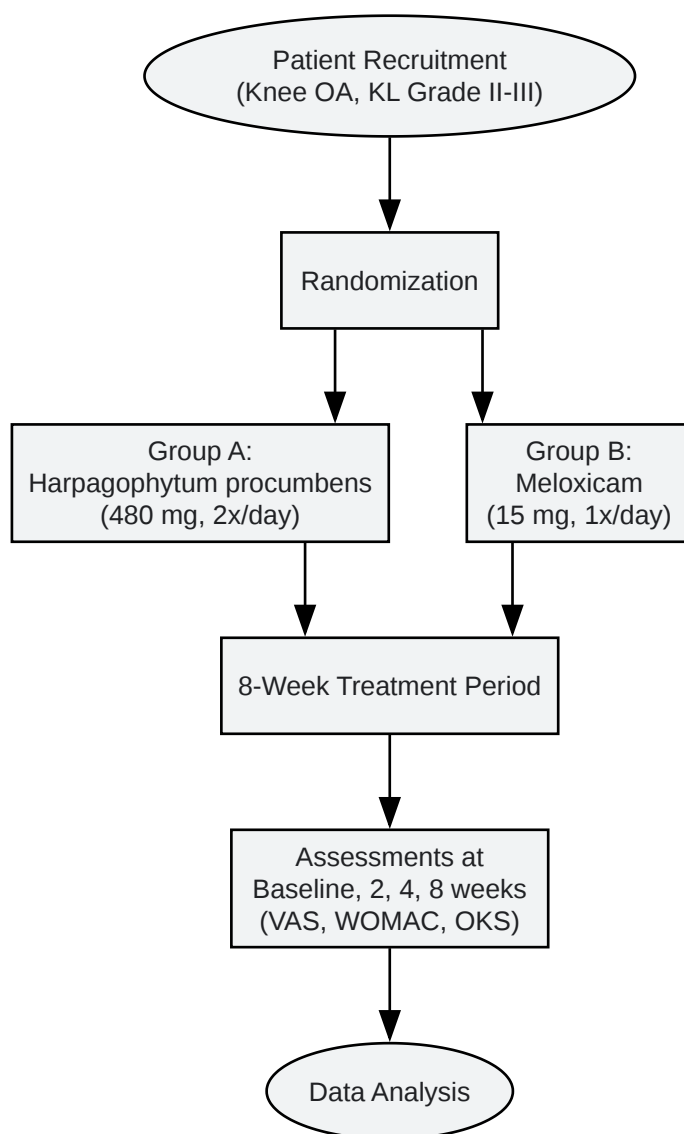 Patient Recruitment
(Knee OA, KL Grade II-III)
Randomization
Group A:
Harpagophytum procumbens
(480 mg, 2x/day)
Group B:
Meloxicam
(15 mg, 1x/day)
8-Week Treatment Period
Assessments at
Baseline, 2, 4, 8 weeks
(VAS, WOMAC, OKS)
Data Analysis